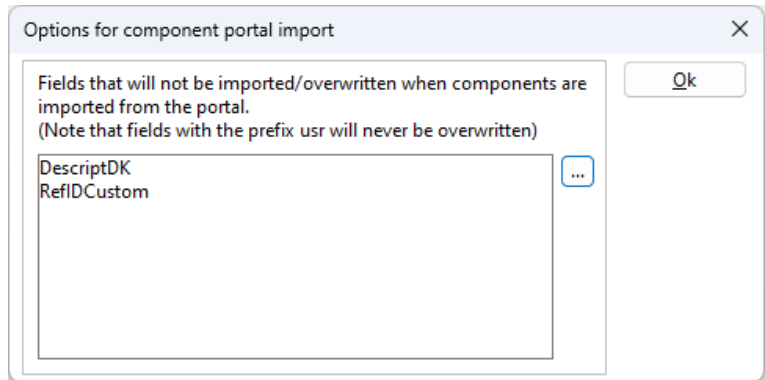 Options for component portal import
Fields that will not be imported/overwritten when components are
imported from the portal.
(Note that fields with the prefix usr will never be overwritten)
Ok
DescriptDK
...
RefIDCustom